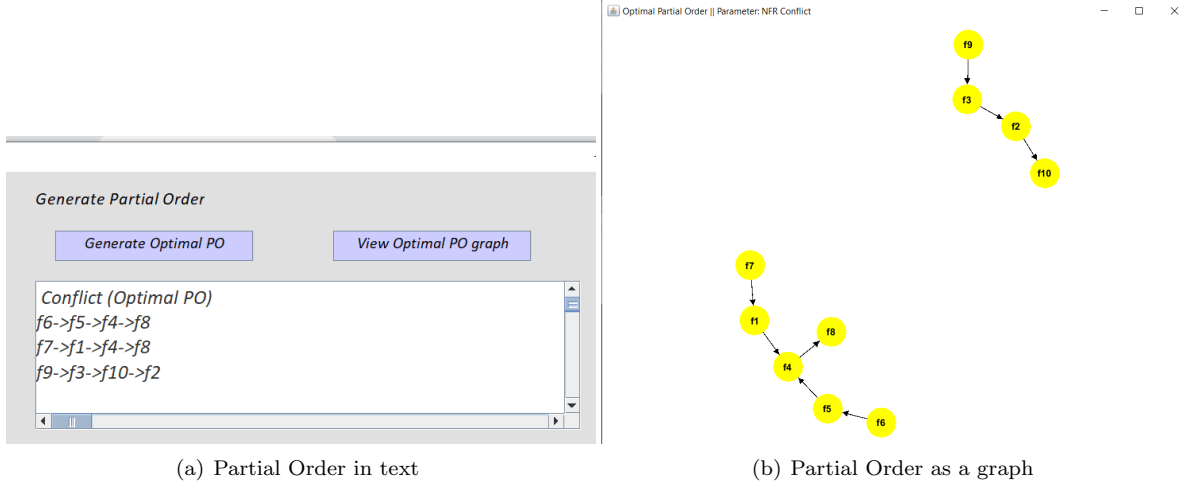 Generate Partial Order
Generate Optimal PO
View Optimal PO graph
Conflict (Optimal PO)
f6->f5->f4->f8
f7->f1->f4->f8
f9->f3->f10->f2
(a) Partial Order in text
Optimal Partial Order || Parameter: NFR Conflict
f9
f3
f2
f10
f7
f1
f8
f4
f5
f6
(b) Partial Order as a graph